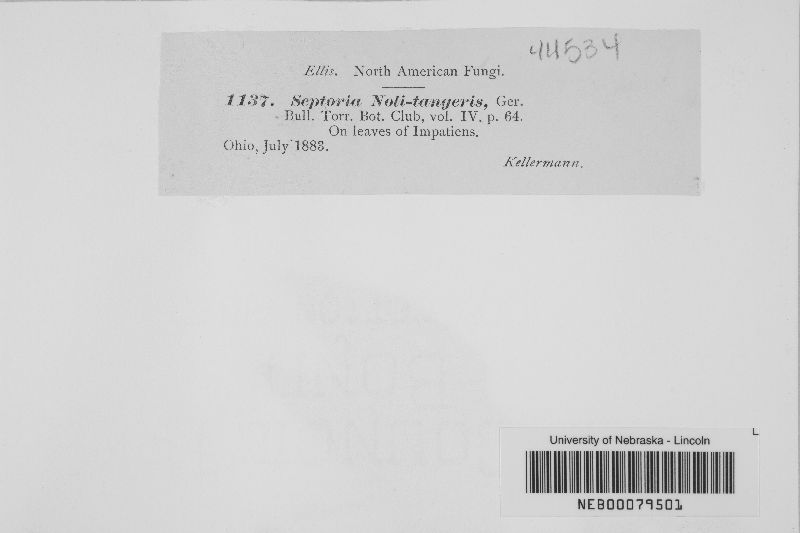 44534
Ellis. North American Fungi.
1137. Septoria Noli-tangeris, Ger.
Bull. Torr. Bot. Club, vol. IV, p. 64.
On leaves of Impatiens.
Ohio, July 1883.
Kellermann.
L
University of Nebraska - Lincoln
NEB00079501